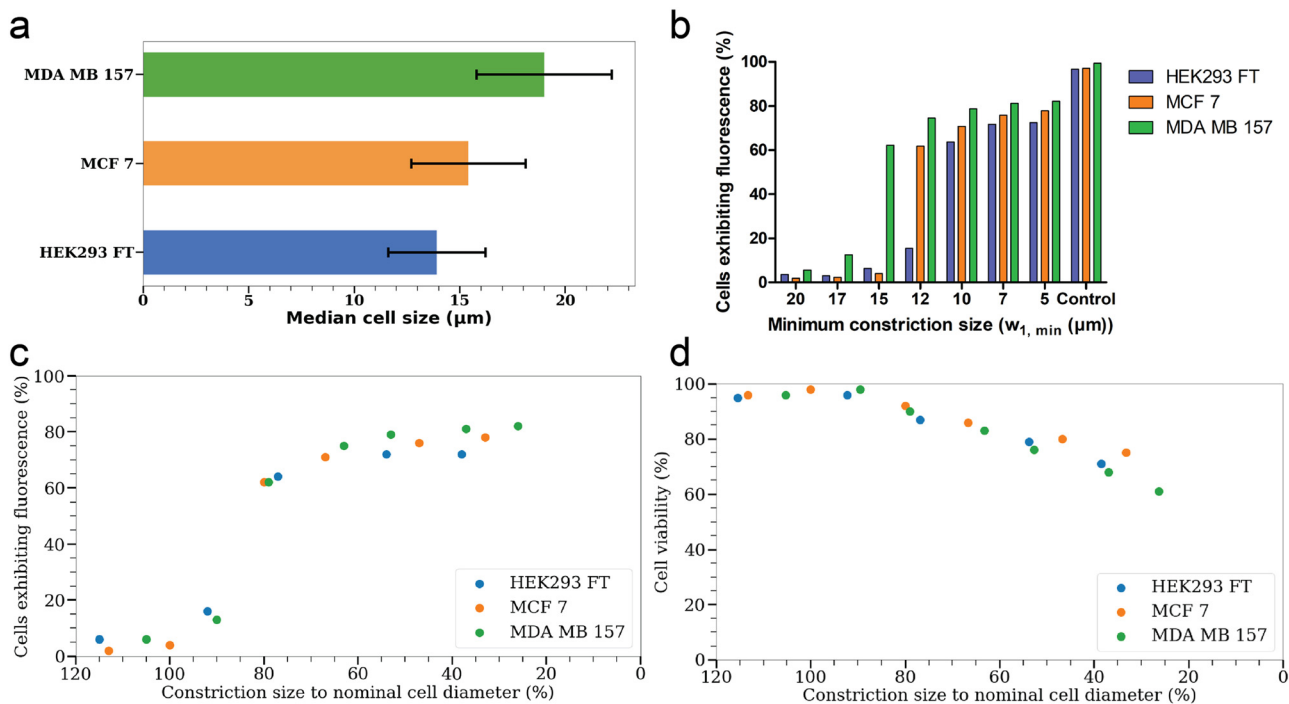 a
MDA MB 157
MCF 7
HEK293 FT
0 5 10 15 20
Median cell size (μm)
b
Cells exhibiting fluorescence (%)
100
80
60
40
20
0
20 17 15 12 10 7 5 Control
Minimum constriction size (w1, min (μm))
HEK293 FT
MCF 7
MDA MB 157
c
Cells exhibiting fluorescence (%)
100
80
60
40
20
0
120 100 80 60 40 20 0
Constriction size to nominal cell diameter (%)
HEK293 FT
MCF 7
MDA MB 157
d
Cell viability (%)
100
80
60
40
20
0
120 100 80 60 40 20 0
Constriction size to nominal cell diameter (%)
HEK293 FT
MCF 7
MDA MB 157